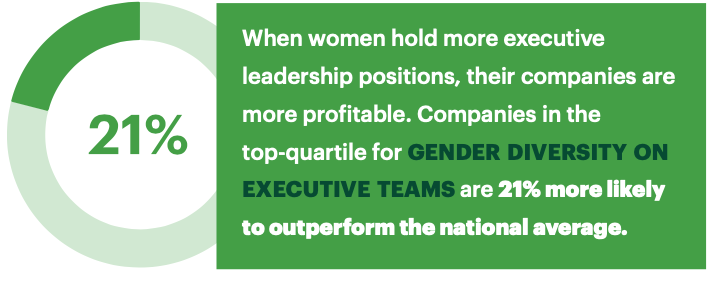 21%
When women hold more executive
leadership positions, their companies are
more profitable. Companies in the
top-quartile for GENDER DIVERSITY ON
EXECUTIVE TEAMS are 21% more likely
to outperform the national average.